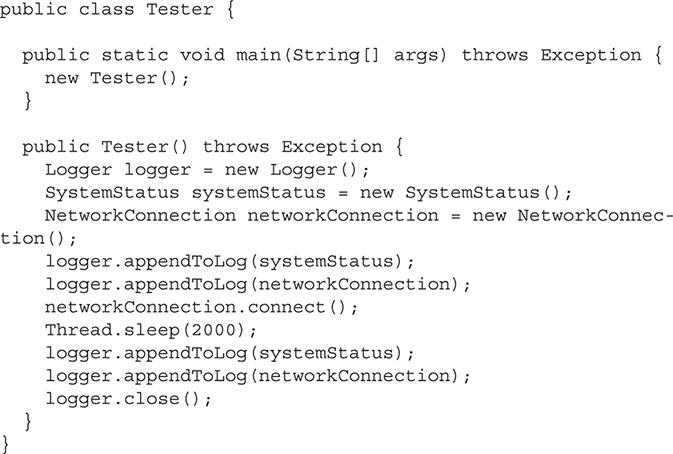 public class Tester {
  public static void main(String[] args) throws Exception {
    new Tester();
  }
  public Tester() throws Exception {
    Logger logger = new Logger();
    SystemStatus systemStatus = new SystemStatus();
    NetworkConnection networkConnection = new NetworkConnec-
tion();
    logger.appendToLog(systemStatus);
    logger.appendToLog(networkConnection);
    networkConnection.connect();
    Thread.sleep(2000);
    logger.appendToLog(systemStatus);
    logger.appendToLog(networkConnection);
    logger.close();
  }
}